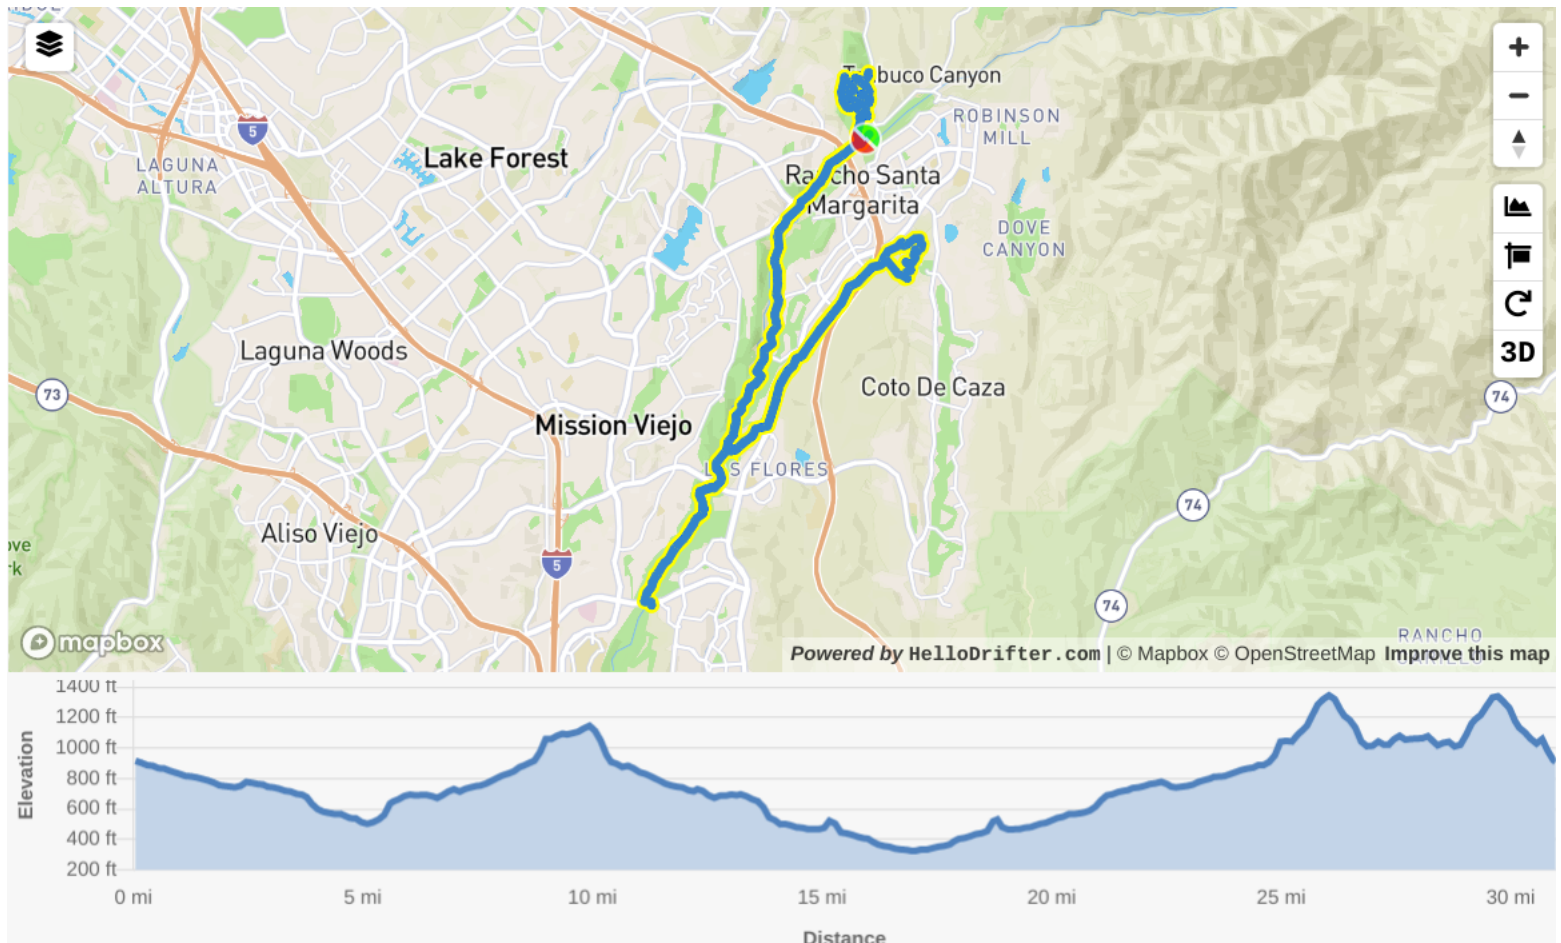 5
Lake Forest
LAGUNA
ALTURA
buco Canyon
ROBINSON
MILL
Rancho Santa
Margarita
DOVE
CANYON
3D
Laguna Woods
73
Coto De Caza
74
Mission Viejo
FLORES
74
Aliso Viejo
5
74
RANCHO
mapbox
Powered by HelloDrifter.com | © Mapbox © OpenStreetMap Improve this map
1400 ft
1200 ft
1000 ft
800 ft
600 ft
400 ft
200 ft
Elevation
0 mi 5 mi 10 mi 15 mi 20 mi 25 mi 30 mi
Distance